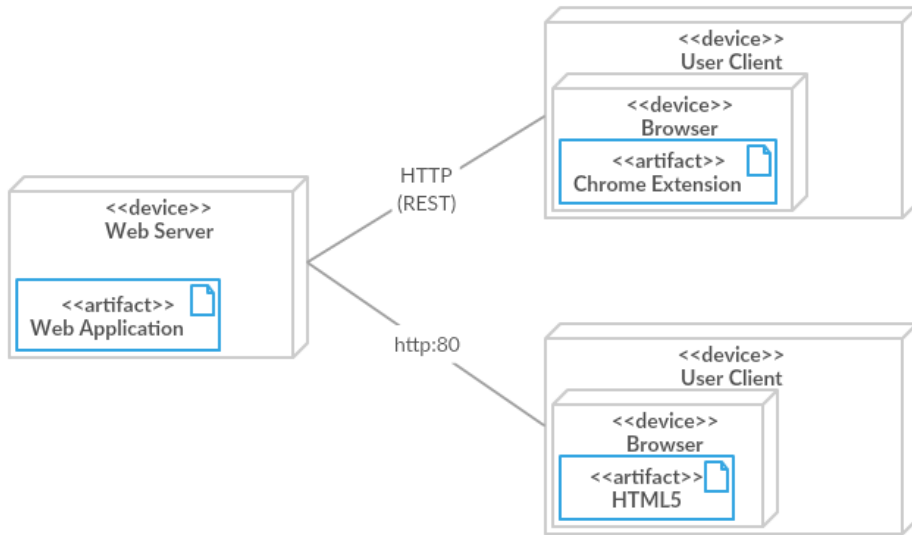 <<device>>
User Client
<<device>>
Browser
<<artifact>>
Chrome Extension
HTTP
(REST)
<<device>>
Web Server
<<artifact>>
Web Application
http:80
<<device>>
User Client
<<device>>
Browser
<<artifact>>
HTML5